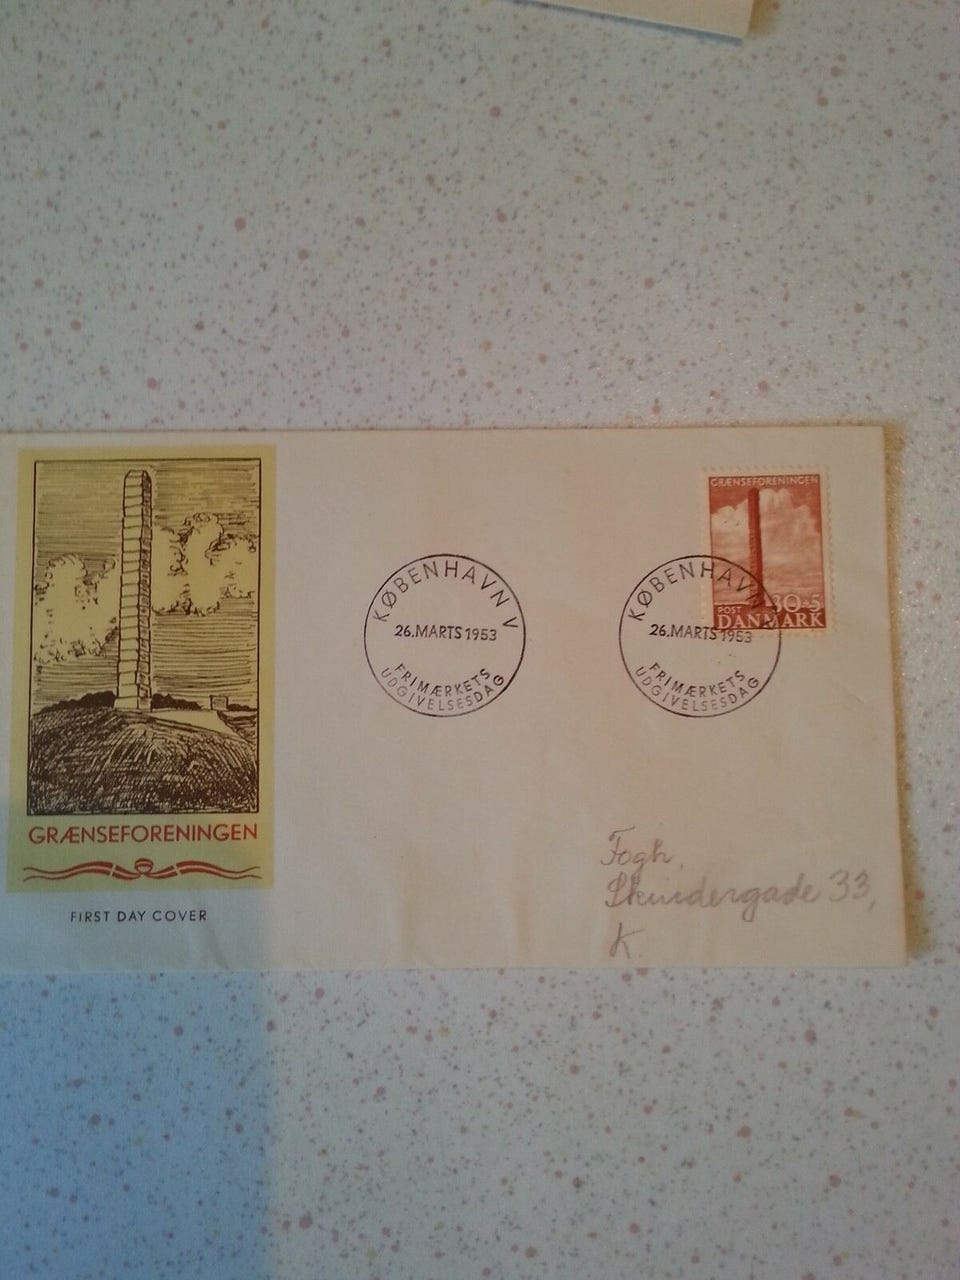 GRÆNSEFORENINGEN
FIRST DAY COVER
KØBENHAVN V
26.MARTS 1953
FRIMÆRKETS
UDGIVELSESDAG
KØBENHAVN V
26.MARTS 1953
FRIMÆRKETS
UDGIVELSESDAG
GRÆNSEFORENINGEN
30+5
POST
DANMARK
Fogh.
Skindergade 33,
K.